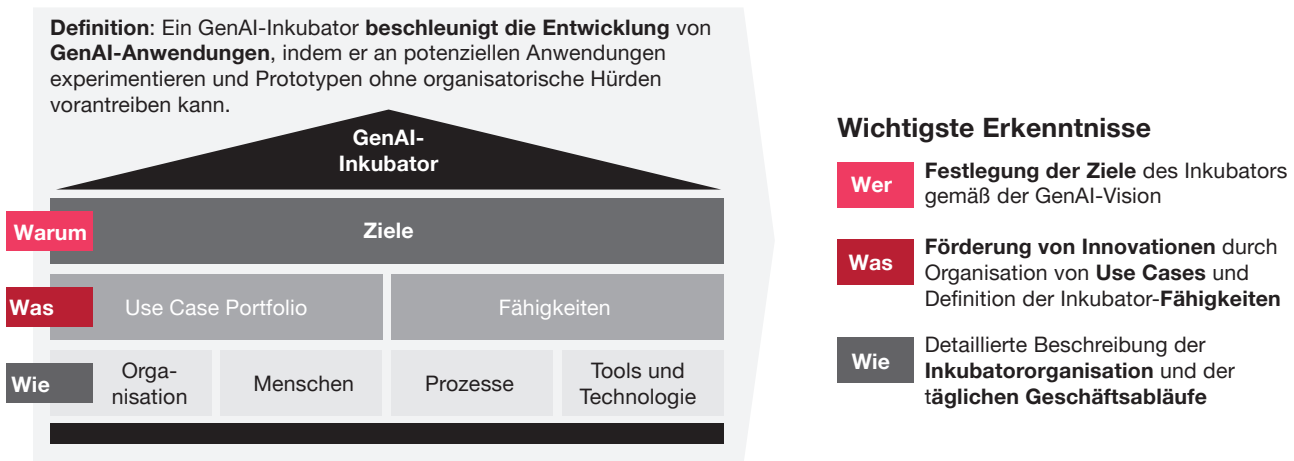 Definition: Ein GenAI-Inkubator beschleunigt die Entwicklung von
GenAI-Anwendungen, indem er an potenziellen Anwendungen
experimentieren und Prototypen ohne organisatorische Hürden
vorantreiben kann.
GenAI-
Inkubator
Warum
Ziele
Was
Use Case Portfolio
Fähigkeiten
Wie
Orga-
nisation
Menschen
Prozesse
Tools und
Technologie
Wichtigste Erkenntnisse
Wer
Festlegung der Ziele des Inkubators
gemäß der GenAI-Vision
Was
Förderung von Innovationen durch
Organisation von Use Cases und
Definition der Inkubator-Fähigkeiten
Wie
Detaillierte Beschreibung der
Inkubatororganisation und der
täglichen Geschäftsabläufe